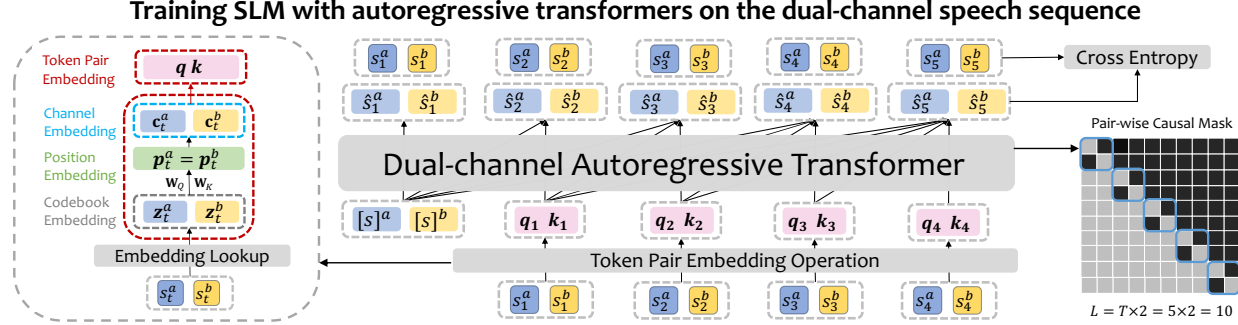 Training SLM with autoregressive transformers on the dual-channel speech sequence
Token Pair Embedding
q k
Channel Embedding
c_t^a c_t^b
Position Embedding
p_t^a = p_t^b
W_Q W_K
Codebook Embedding
z_t^a z_t^b
Embedding Lookup
s_t^a s_t^b
s_1^a s_1^b s_2^a s_2^b s_3^a s_3^b s_4^a s_4^b s_5^a s_5^b
ŝ_1^a ŝ_1^b ŝ_2^a ŝ_2^b ŝ_3^a ŝ_3^b ŝ_4^a ŝ_4^b ŝ_5^a ŝ_5^b
Dual-channel Autoregressive Transformer
[s]^a [s]^b q_1 k_1 q_2 k_2 q_3 k_3 q_4 k_4
Token Pair Embedding Operation
s_1^a s_1^b s_2^a s_2^b s_3^a s_3^b s_4^a s_4^b
Cross Entropy
Pair-wise Causal Mask
L = T×2 = 5×2 = 10